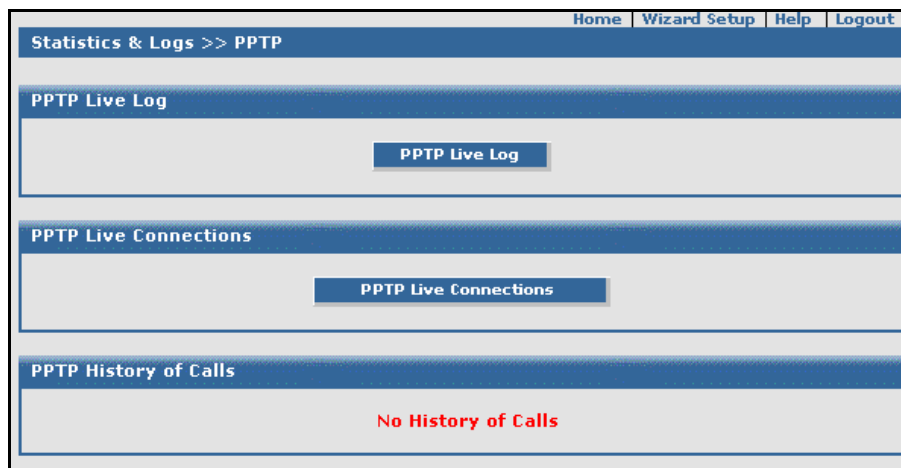 Home | Wizard Setup | Help | Logout
Statistics & Logs >> PPTP
PPTP Live Log
PPTP Live Log
PPTP Live Connections
PPTP Live Connections
PPTP History of Calls
No History of Calls